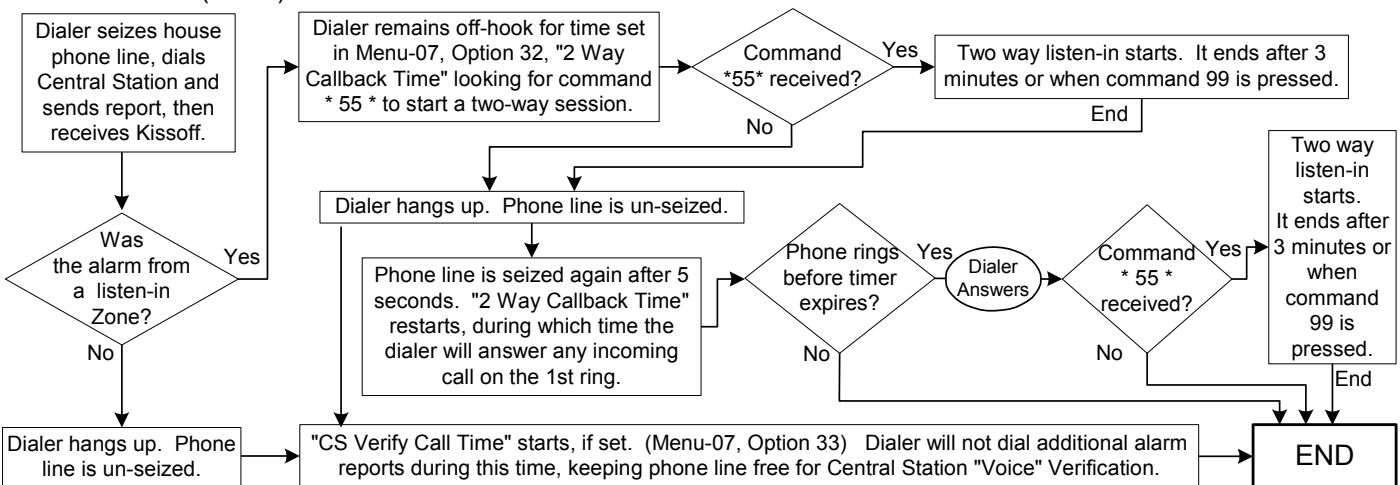 Dialer seizes house
phone line, dials
Central Station and
sends report, then
receives Kissoff.
Dialer remains off-hook for time set
in Menu-07, Option 32, "2 Way
Callback Time" looking for command
* 55 * to start a two-way session.
Command
*55* received?
Yes
Two way listen-in starts. It ends after 3
minutes or when command 99 is pressed.
No
End
Was
the alarm from
a listen-in
Zone?
Yes
No
Dialer hangs up. Phone line is un-seized.
Phone line is seized again after 5
seconds. "2 Way Callback Time"
restarts, during which time the
dialer will answer any incoming
call on the 1st ring.
Phone rings
before timer
expires?
Yes
No
Dialer
Answers
Command
* 55 *
received?
Yes
No
Two way
listen-in
starts.
It ends after
3 minutes or
when
command
99 is
pressed.
End
Dialer hangs up. Phone
line is un-seized.
"CS Verify Call Time" starts, if set. (Menu-07, Option 33) Dialer will not dial additional alarm
reports during this time, keeping phone line free for Central Station "Voice" Verification.
END